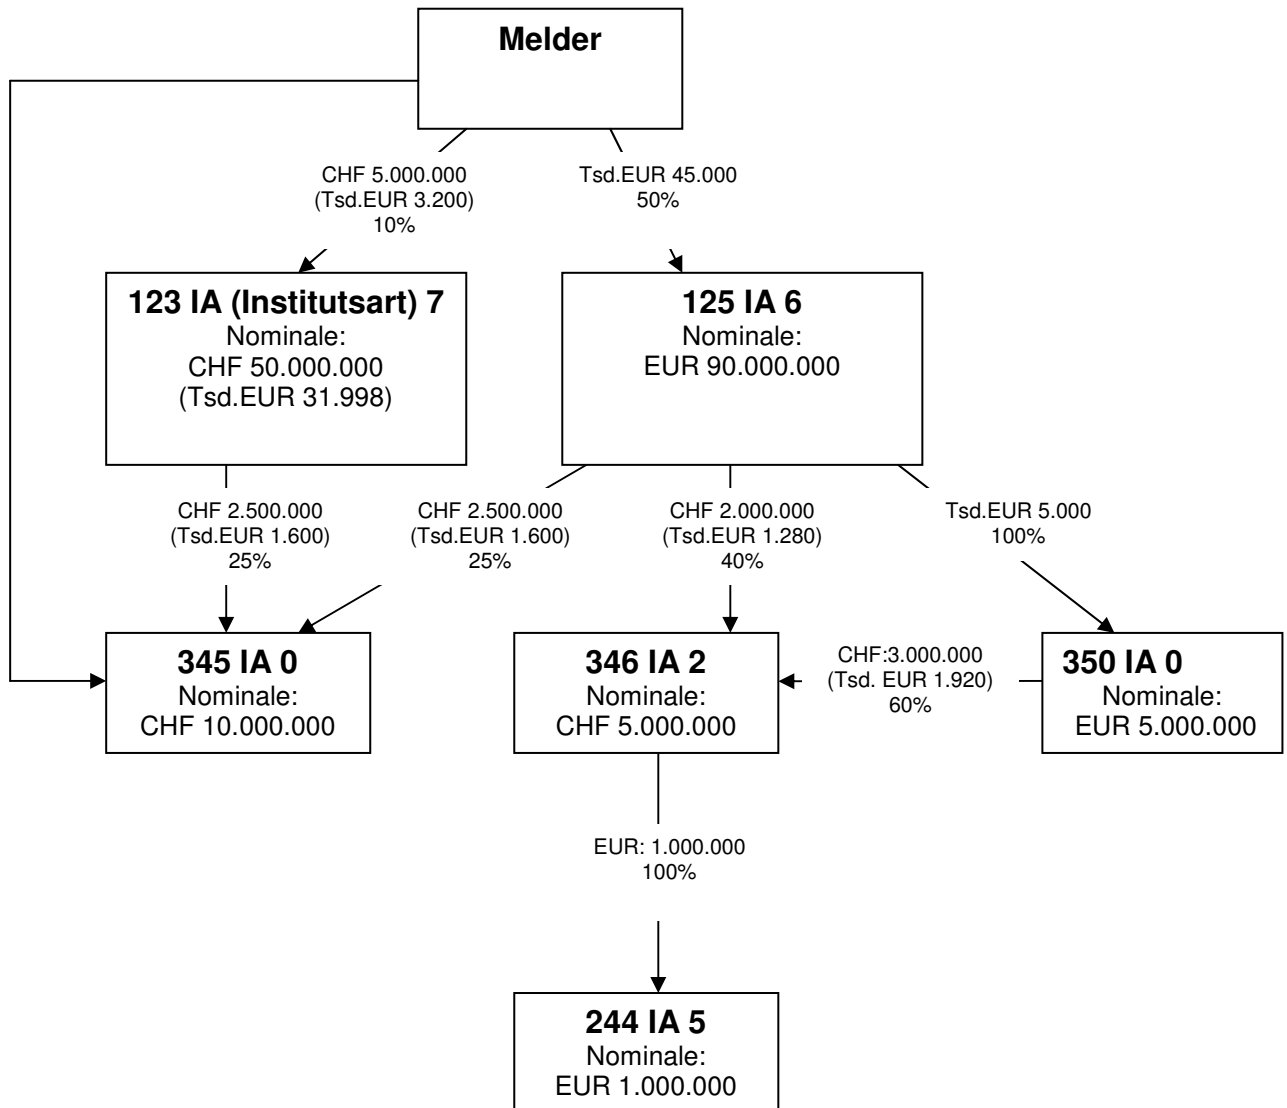 Melder
CHF 5.000.000
(Tsd.EUR 3.200)
10%
Tsd.EUR 45.000
50%
123 IA (Institutsart) 7
Nominale:
CHF 50.000.000
(Tsd.EUR 31.998)
125 IA 6
Nominale:
EUR 90.000.000
CHF 2.500.000
(Tsd.EUR 1.600)
25%
CHF 2.500.000
(Tsd.EUR 1.600)
25%
CHF 2.000.000
(Tsd.EUR 1.280)
40%
Tsd.EUR 5.000
100%
345 IA 0
Nominale:
CHF 10.000.000
346 IA 2
Nominale:
CHF 5.000.000
CHF:3.000.000
(Tsd. EUR 1.920)
60%
350 IA 0
Nominale:
EUR 5.000.000
EUR: 1.000.000
100%
244 IA 5
Nominale:
EUR 1.000.000